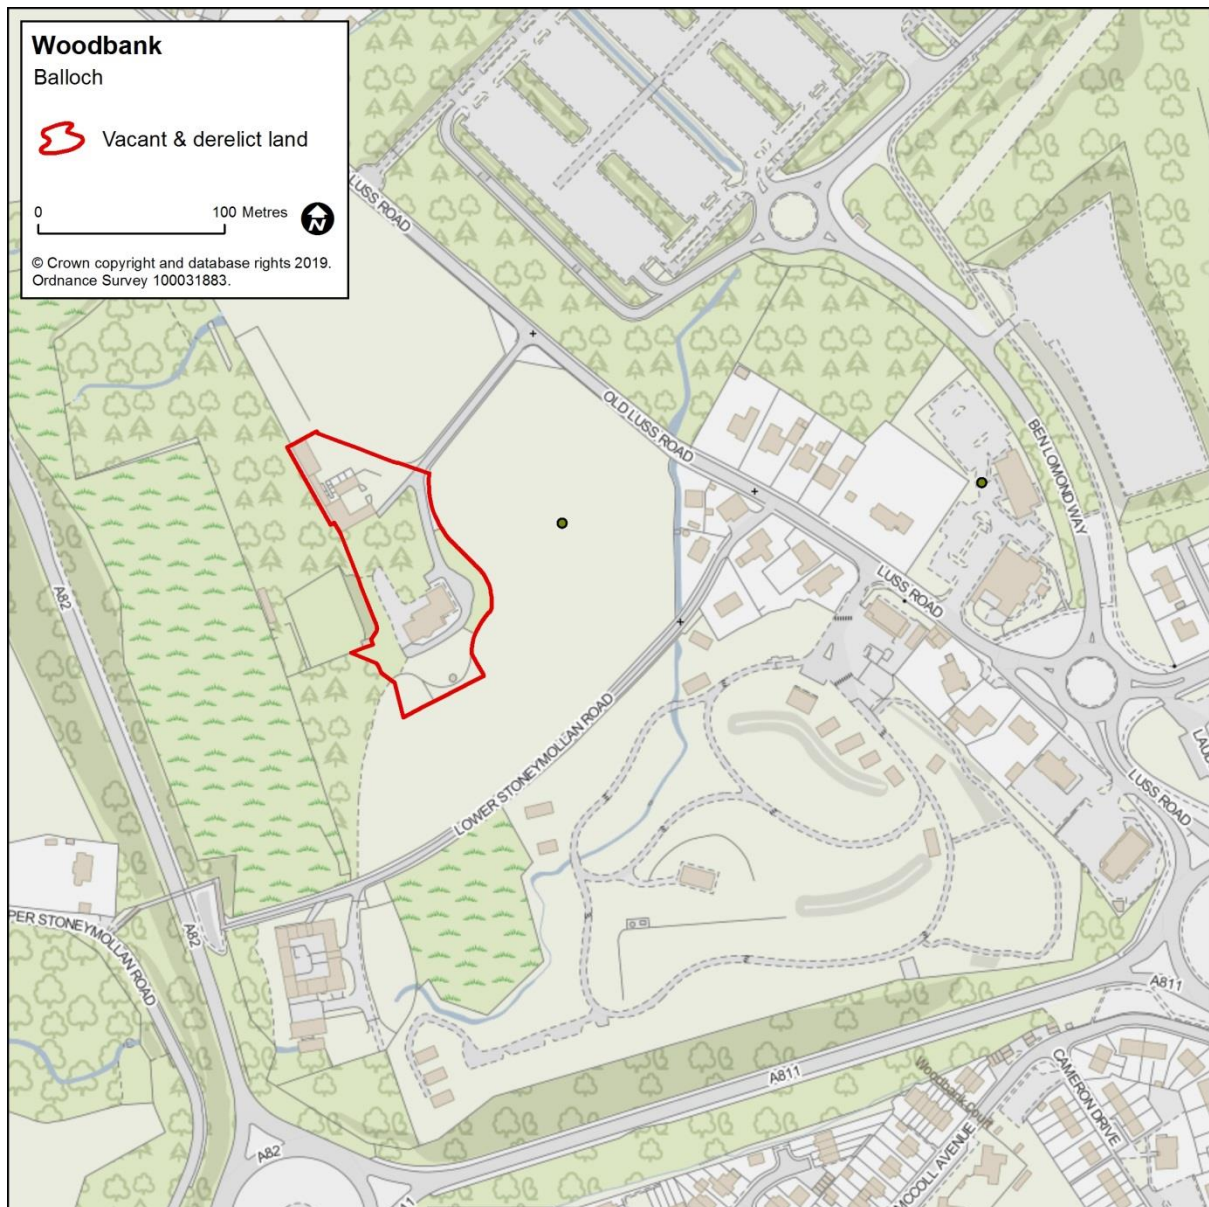 Woodbank
Balloch
Vacant & derelict land
0 100 Metres
N
© Crown copyright and database rights 2019.
Ordnance Survey 100031883.
LUSS ROAD
OLD LUSS ROAD
BEN LOMOND WAY
LUSS ROAD
A82
LOWER STONEYMOLLAN ROAD
LUSS ROAD
A82
PER STONEYMOLLAN ROAD
A811
A811
Woodbank Court
CAMERON DRIVE
A82
MCCOLL AVENUE
11